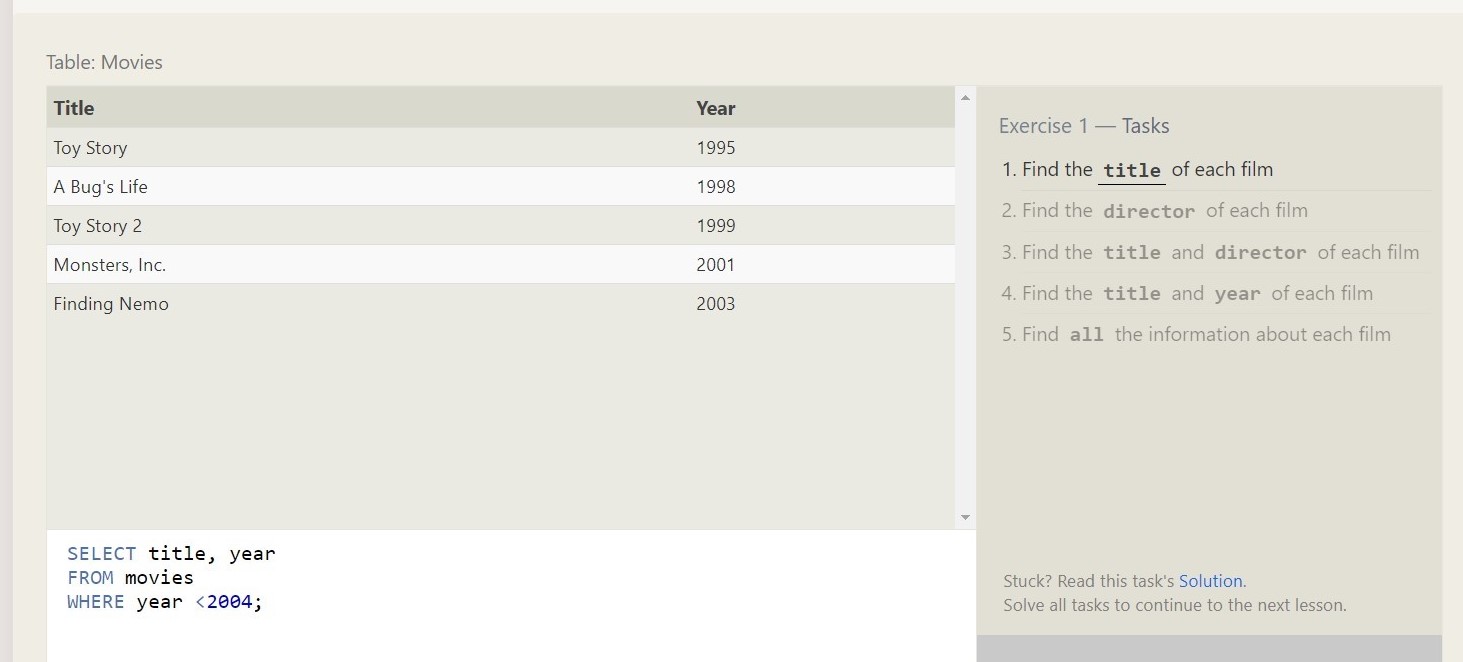 Table: Movies
Title Year
Toy Story 1995
A Bug's Life 1998
Toy Story 2 1999
Monsters, Inc. 2001
Finding Nemo 2003
SELECT title, year
FROM movies
WHERE year <2004;
Exercise 1 — Tasks
1. Find the title of each film
2. Find the director of each film
3. Find the title and director of each film
4. Find the title and year of each film
5. Find all the information about each film
Stuck? Read this task's Solution.
Solve all tasks to continue to the next lesson.